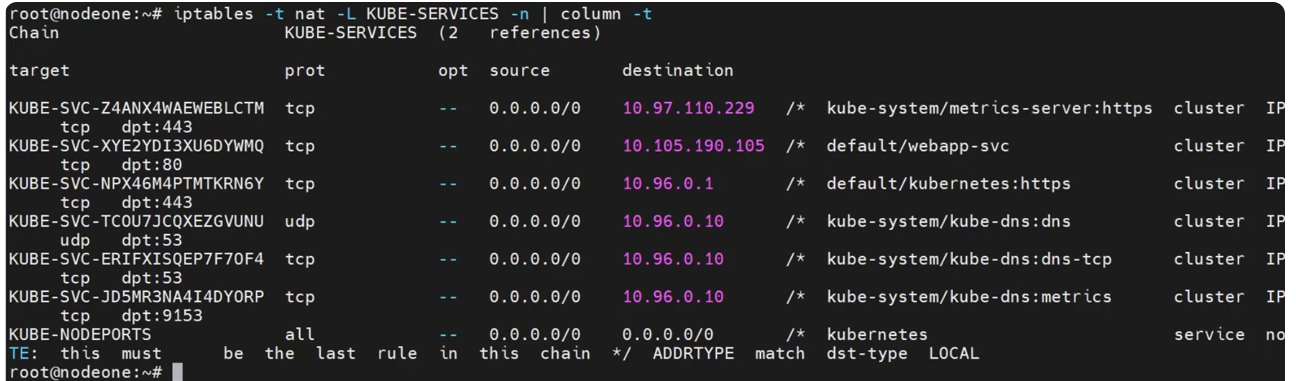 root@nodeone:~# iptables -t nat -L KUBE-SERVICES -n | column -t
Chain KUBE-SERVICES (2 references)
target prot opt source destination
KUBE-SVC-Z4ANX4WAEWEBLCTM tcp -- 0.0.0.0/0 10.97.110.229 /* kube-system/metrics-server:https cluster IP
tcp dpt:443
KUBE-SVC-XYE2YDI3XU6DYWMQ tcp -- 0.0.0.0/0 10.105.190.105 /* default/webapp-svc cluster IP
tcp dpt:80
KUBE-SVC-NPX46M4PTMTKRN6Y tcp -- 0.0.0.0/0 10.96.0.1 /* default/kubernetes:https cluster IP
tcp dpt:443
KUBE-SVC-TCOU7JCQXEZGVUNU udp -- 0.0.0.0/0 10.96.0.10 /* kube-system/kube-dns:dns cluster IP
udp dpt:53
KUBE-SVC-ERIFXISQEP7F7OF4 tcp -- 0.0.0.0/0 10.96.0.10 /* kube-system/kube-dns:dns-tcp cluster IP
tcp dpt:53
KUBE-SVC-JD5MR3NA4I4DYORP tcp -- 0.0.0.0/0 10.96.0.10 /* kube-system/kube-dns:metrics cluster IP
tcp dpt:9153
KUBE-NODEPORTS all -- 0.0.0.0/0 0.0.0.0/0 /* kubernetes service no
TE: this must be the last rule in this chain */ ADDRTYPE match dst-type LOCAL
root@nodeone:~#